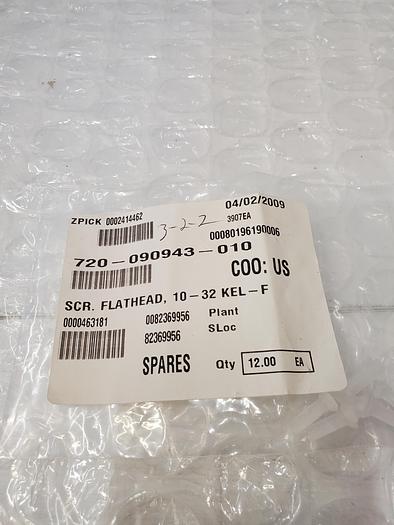 04/02/2009
ZPICK 0002414462
3-2-2
3907EA
00080196190006
720-090943-010
COO: US
SCR. FLATHEAD, 10-32 KEL-F
0000463181 0082369956 Plant
82369956 SLoc
SPARES Qty 12.00 EA